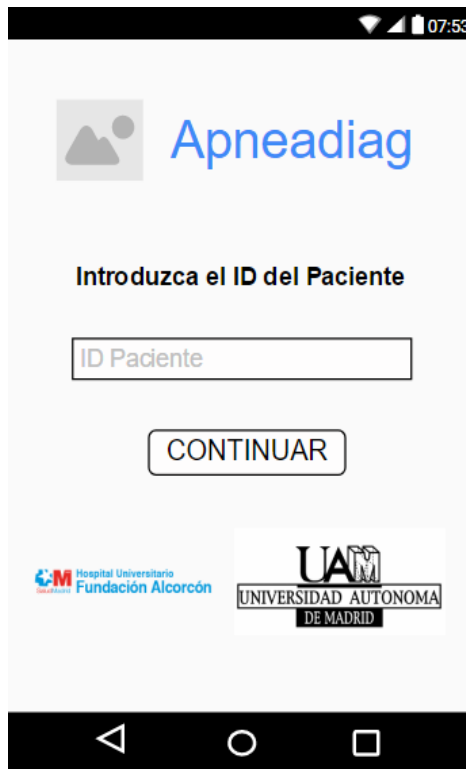 07:53
Apneadiag
Introduzca el ID del Paciente
ID Paciente
CONTINUAR
Hospital Universitario
Fundación Alcorcón
SaludMadrid
UAM
UNIVERSIDAD AUTONOMA
DE MADRID